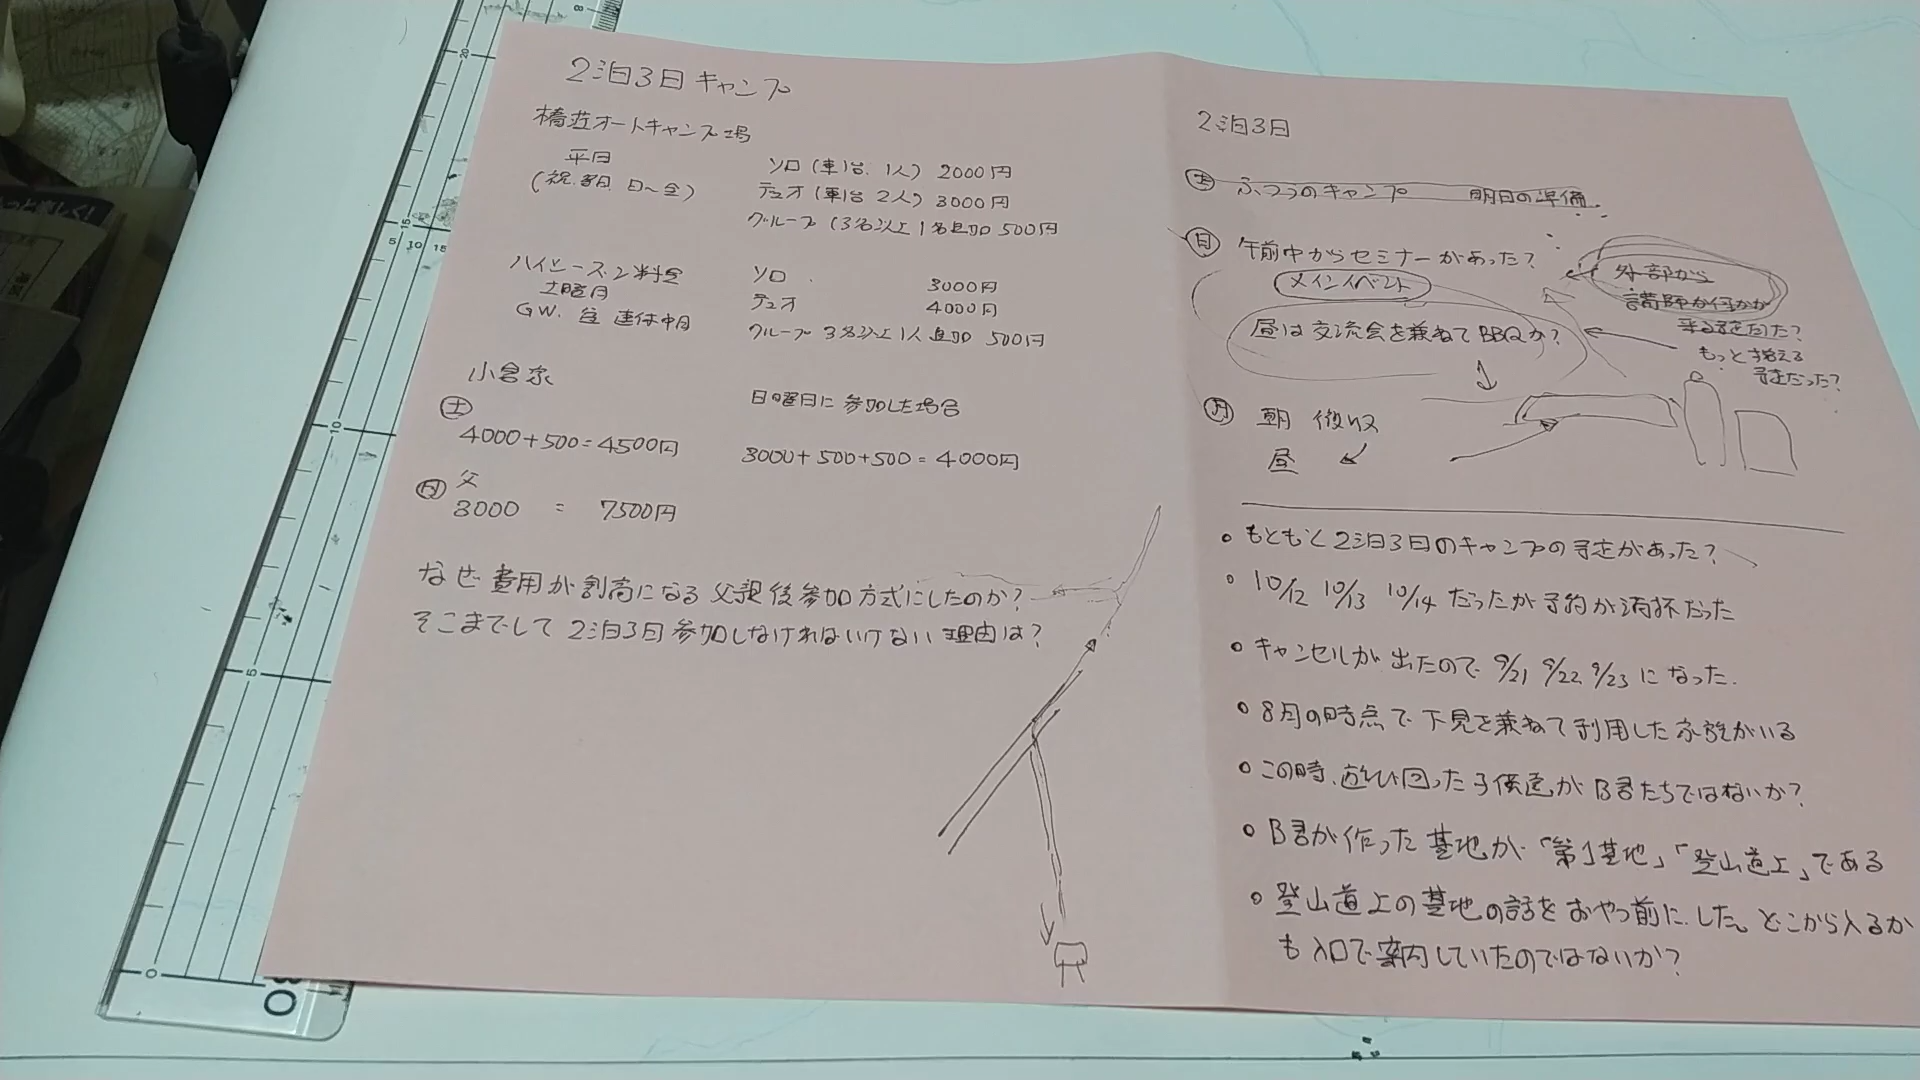 2泊3日キャンプ
橋荘オートキャンプ場
平日
(祝.翌日 日〜金)
ソロ(車1台.1人) 2000円
デュオ(車1台 2人) 3000円
グループ(3名以上1名追加 500円
ハイシーズン料金
土曜日
GW. 盆 連休中日
ソロ 3000円
デュオ 4000円
グループ 3名以上1人追加 500円
小倉家
土
4000+500=4500円
日曜日に参加した場合
3000+500+500=4000円
日 父
3000 = 7500円
なぜ費用が割高になる父親後参加方式にしたのか?
そこまでして2泊3日参加しなければいけない理由は?
2泊3日
土 ふつうのキャンプ 明日の準備
日 午前中からセミナーがあった?
メインイベント
外部から
講師か何かが
来る予定だった?
もっと増える
予定だった?
昼は交流会を兼ねてBBQか?
月 朝 撤収
昼
もともと2泊3日のキャンプの予定があった?
10/12 10/13 10/14 だったが予約が満杯だった
キャンセルが出たので 9/21 9/22 9/23 になった.
8月の時点で下見を兼ねて利用した家族がいる
この時、遊び回った子供達がB君たちではないか?
B君が作った基地が「第1基地」「登山道上」である
登山道上の基地の話をおやつ前にした。どこから入るか
も入口で案内していたのではないか?
5 10 15
20
15
10
5
0